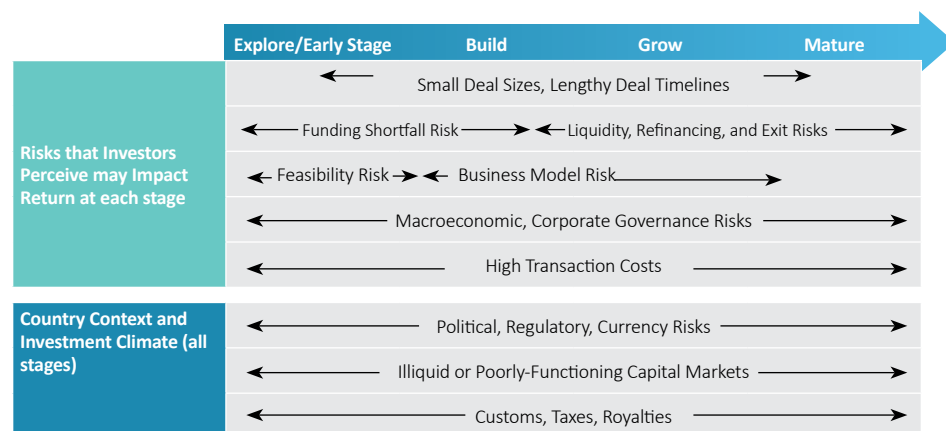 Explore/Early Stage Build Grow Mature
Risks that Investors
Perceive may Impact
Return at each stage
Small Deal Sizes, Lengthy Deal Timelines
Funding Shortfall Risk Liquidity, Refinancing, and Exit Risks
Feasibility Risk Business Model Risk
Macroeconomic, Corporate Governance Risks
High Transaction Costs
Country Context and
Investment Climate (all
stages)
Political, Regulatory, Currency Risks
Illiquid or Poorly-Functioning Capital Markets
Customs, Taxes, Royalties